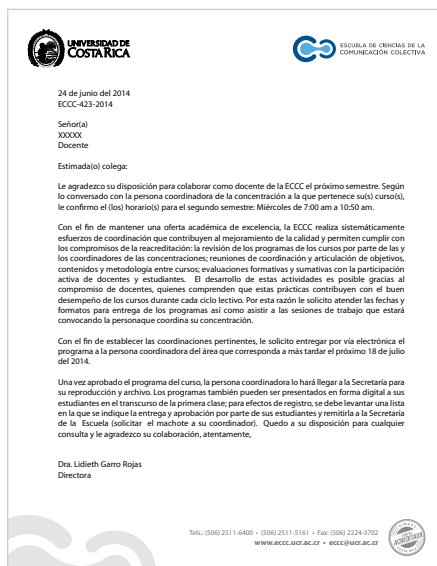 UNIVERSIDAD DE
COSTA RICA
ESCUELA DE CIENCIAS DE LA
COMUNICACIÓN COLECTIVA
24 de junio del 2014
ECCC-423-2014
Señor(a)
XXXXX
Docente
Estimada(o) colega:
Le agradezco su disposición para colaborar como docente de la ECCC el próximo semestre. Según
lo conversado con la persona coordinadora de la concentración a la que pertenece su(s) curso(s),
le confirmo el (los) horario(s) para el segundo semestre: Miércoles de 7:00 am a 10:50 am.
Con el fin de mantener una oferta académica de excelencia, la ECCC realiza sistemáticamente
esfuerzos de coordinación que contribuyen al mejoramiento de la calidad y permiten cumplir con
los compromisos de la reacreditación: la revisión de los programas de los cursos por parte de las y
los coordinadores de las concentraciones; reuniones de coordinación y articulación de objetivos,
contenidos y metodología entre cursos; evaluaciones formativas y sumativas con la participación
activa de docentes y estudiantes. El desarrollo de estas actividades es posible gracias al
compromiso de docentes, quienes comprenden que estas prácticas contribuyen con el buen
desempeño de los cursos durante cada ciclo lectivo. Por esta razón le solicito atender las fechas y
formatos para entrega de los programas así como asistir a las sesiones de trabajo que estará
convocando la personaque coordina su concentración.
Con el fin de establecer las coordinaciones pertinentes, le solicito entregar por vía electrónica el
programa a la persona coordinadora del área que corresponda a más tardar el próximo 18 de julio
del 2014.
Una vez aprobado el programa del curso, la persona coordinadora lo hará llegar a la Secretaría para
su reproducción y archivo. Los programas también pueden ser presentados en forma digital a sus
estudiantes en el transcurso de la primera clase; para efectos de registro, se debe levantar una lista
en la que se indique la entrega y aprobación por parte de sus estudiantes y remitirla a la Secretaría
de la Escuela (solicitar el machote a su coordinador). Quedo a su disposición para cualquier
consulta y le agradezco su colaboración, atentamente,
Dra. Lidieth Garro Rojas
Directora
Tels.: (506) 2511-6400 • (506) 2511-5161 • Fax: (506) 2224-3702
www.eccc.ucr.ac.cr • eccc@ucr.ac.cr
ACREDITADA